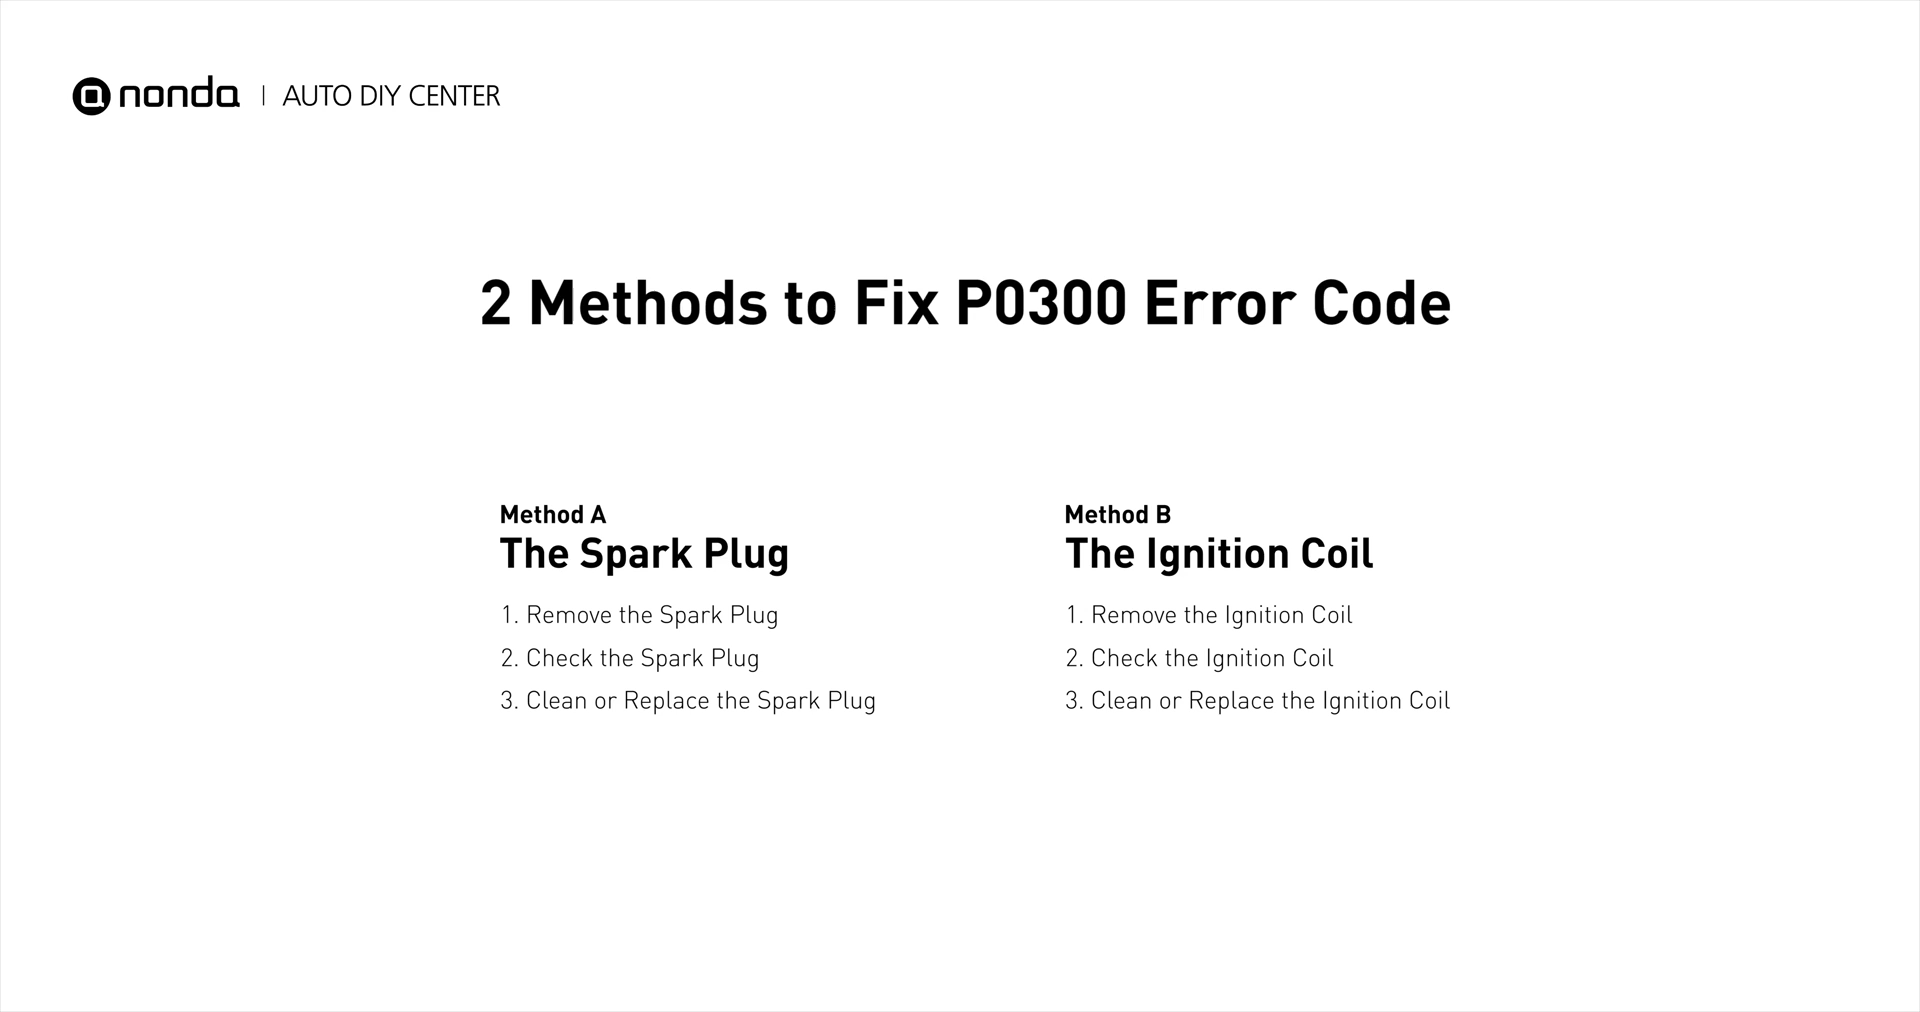 nonda | AUTO DIY CENTER
2 Methods to Fix P0300 Error Code
Method A
The Spark Plug
1. Remove the Spark Plug
2. Check the Spark Plug
3. Clean or Replace the Spark Plug
Method B
The Ignition Coil
1. Remove the Ignition Coil
2. Check the Ignition Coil
3. Clean or Replace the Ignition Coil